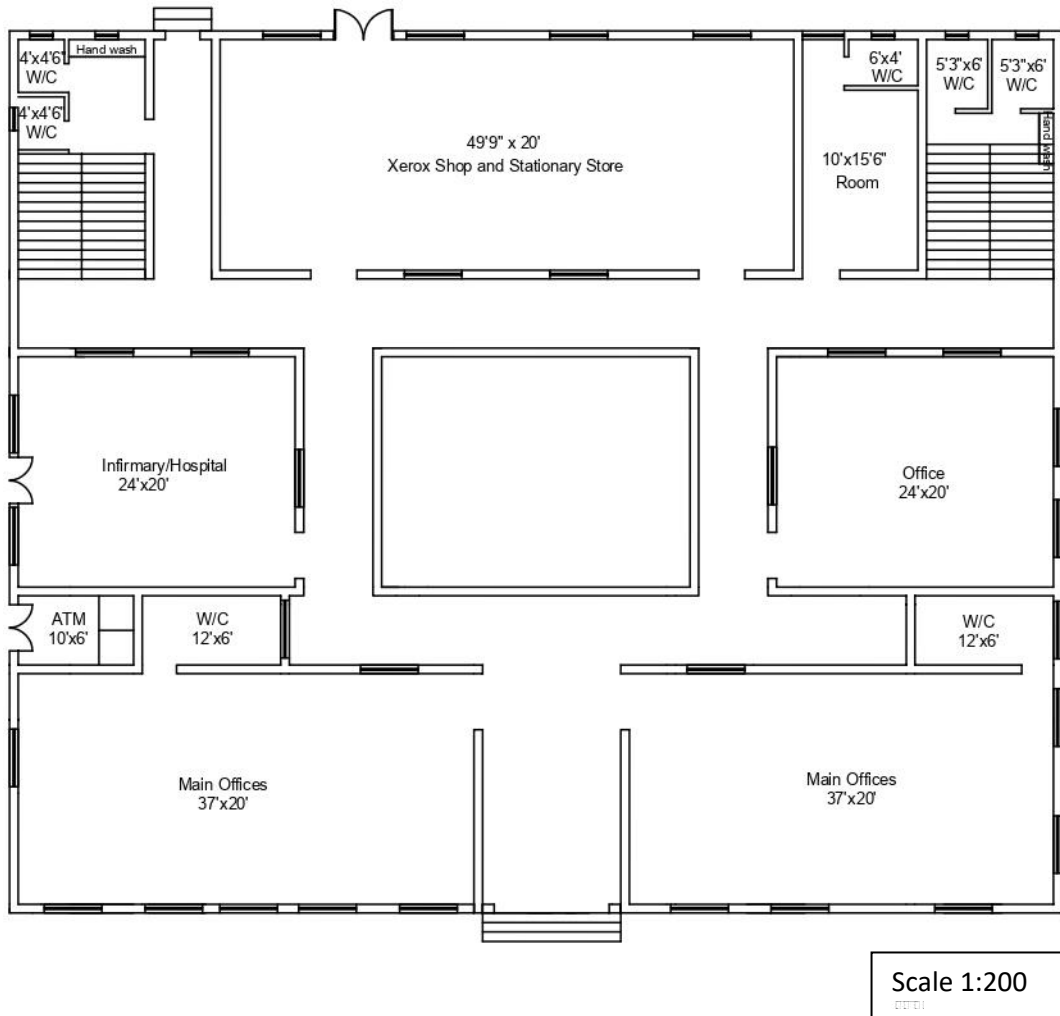 Hand wash
4'x4'6"
W/C
4'x4'6"
W/C
6'x4'
W/C
5'3"x6'
W/C
5'3"x6'
W/C
Hand wash
49'9" x 20'
Xerox Shop and Stationary Store
10'x15'6"
Room
Infirmary/Hospital
24'x20'
Office
24'x20'
ATM
10'x6'
W/C
12'x6'
W/C
12'x6'
Main Offices
37'x20'
Main Offices
37'x20'
Scale 1:200